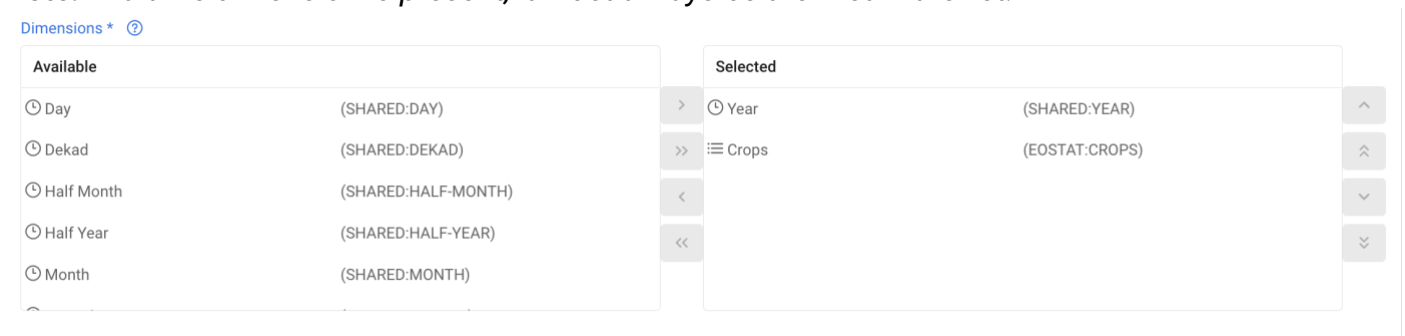 Dimensions *
Available
Selected
Day (SHARED:DAY)
Year (SHARED:YEAR)
Dekad (SHARED:DEKAD)
Crops (EOSTAT:CROPS)
Half Month (SHARED:HALF-MONTH)
Half Year (SHARED:HALF-YEAR)
Month (SHARED:MONTH)